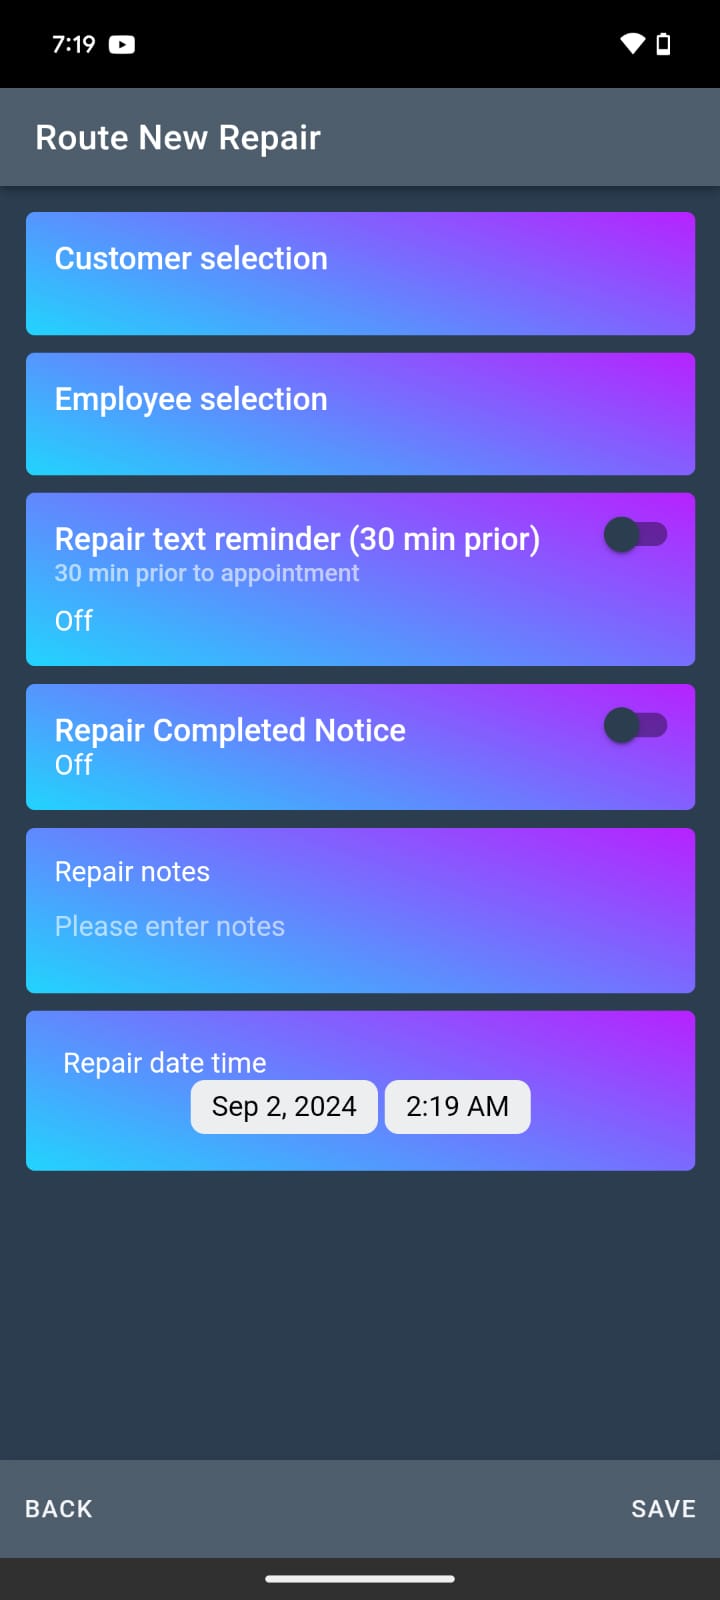 7:19
Route New Repair
Customer selection
Employee selection
Repair text reminder (30 min prior)
30 min prior to appointment
Off
Repair Completed Notice
Off
Repair notes
Please enter notes
Repair date time
Sep 2, 2024 2:19 AM
BACK SAVE